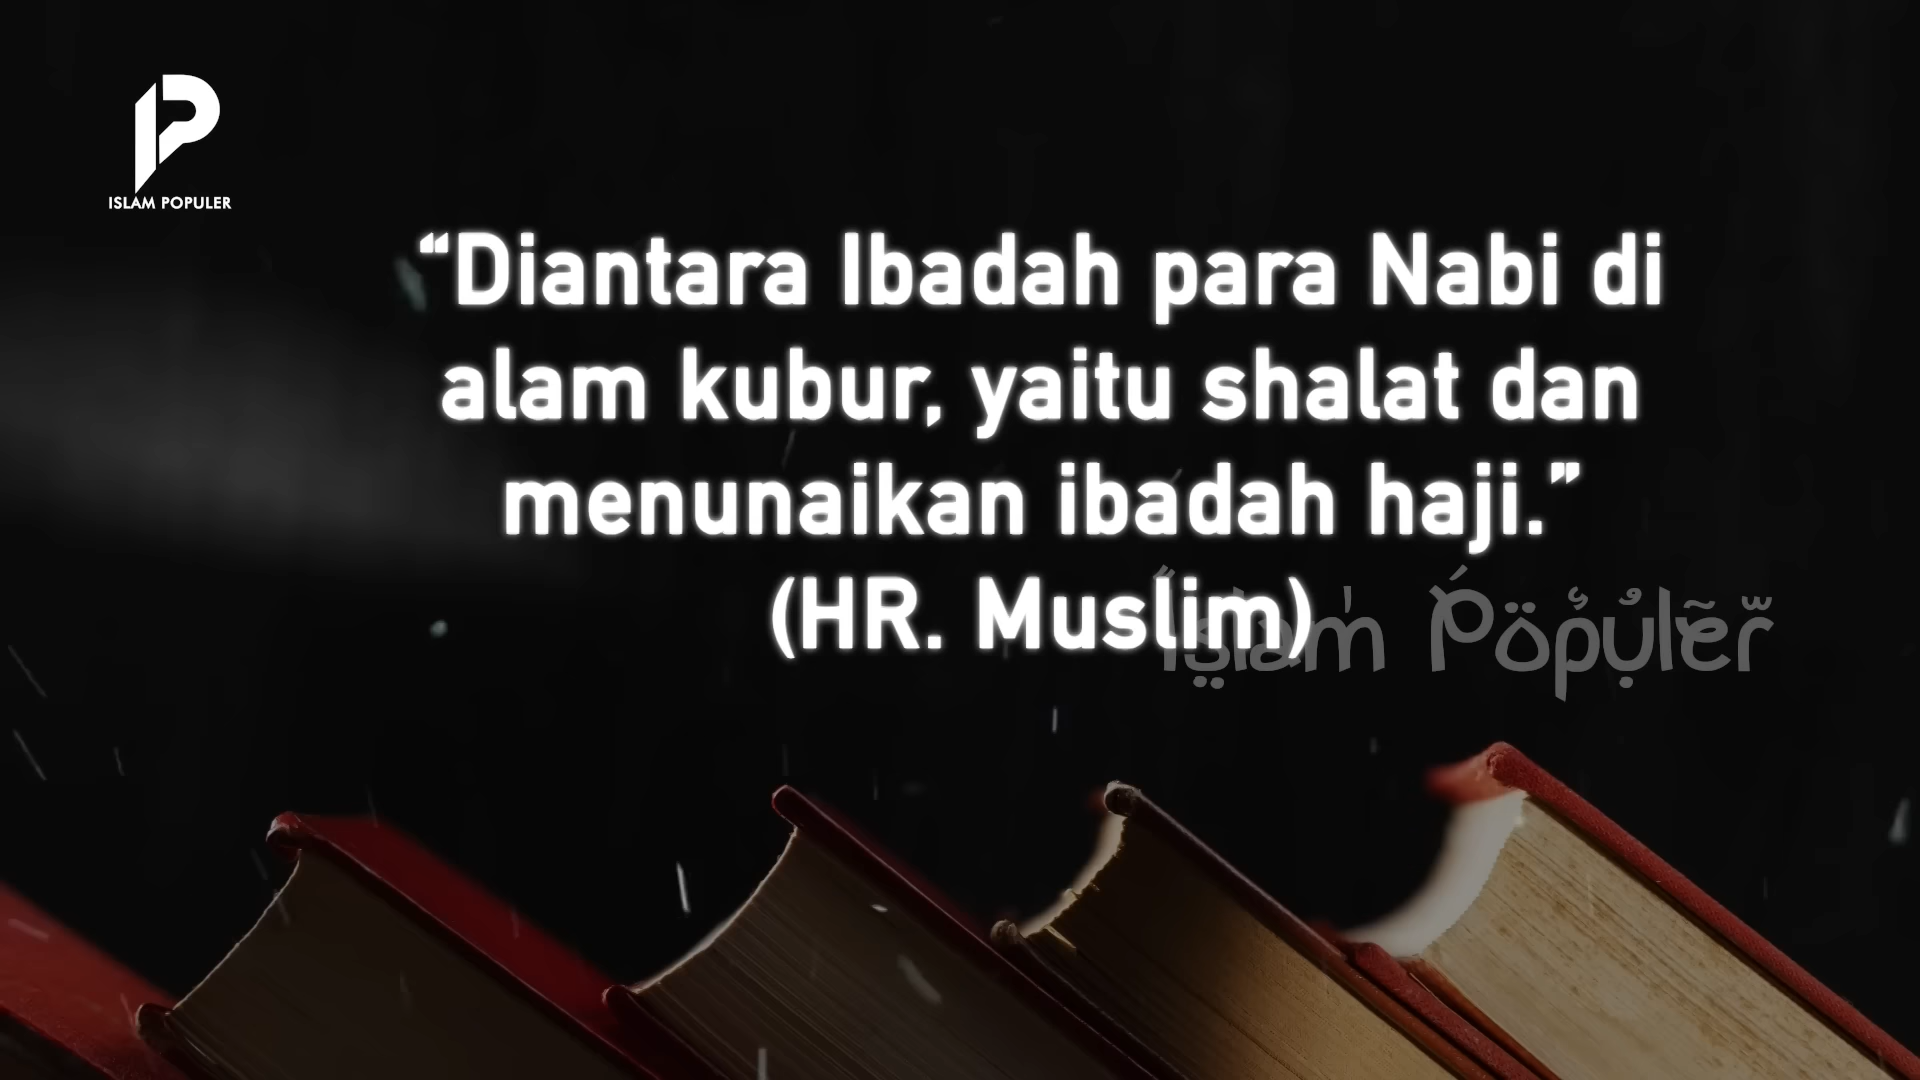 ISLAM POPULER
“Diantara Ibadah para Nabi di
alam kubur, yaitu shalat dan
menunaikan ibadah haji.”
(HR. Muslim)
Islam Populer